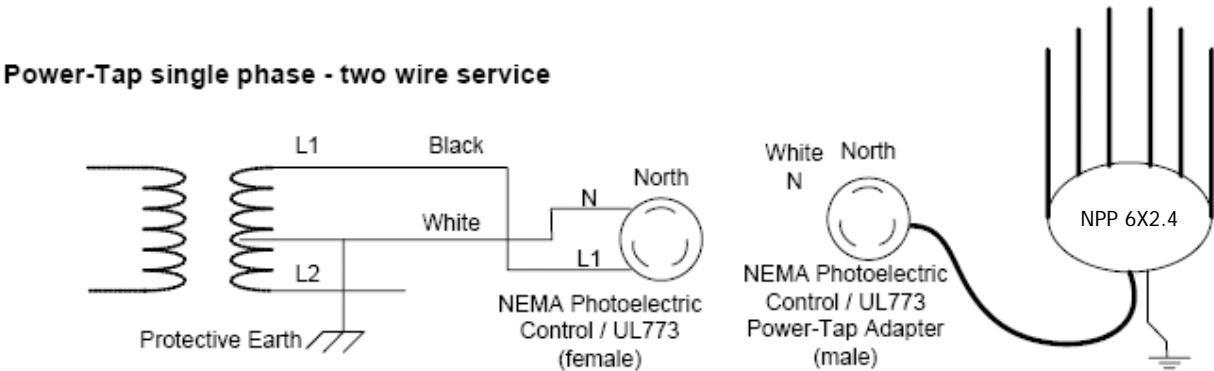 Power-Tap single phase - two wire service
L1
Black
White
L2
Protective Earth
N
L1
North
NEMA Photoelectric
Control / UL773
(female)
White
N
North
NEMA Photoelectric
Control / UL773
Power-Tap Adapter
(male)
NPP 6X2.4